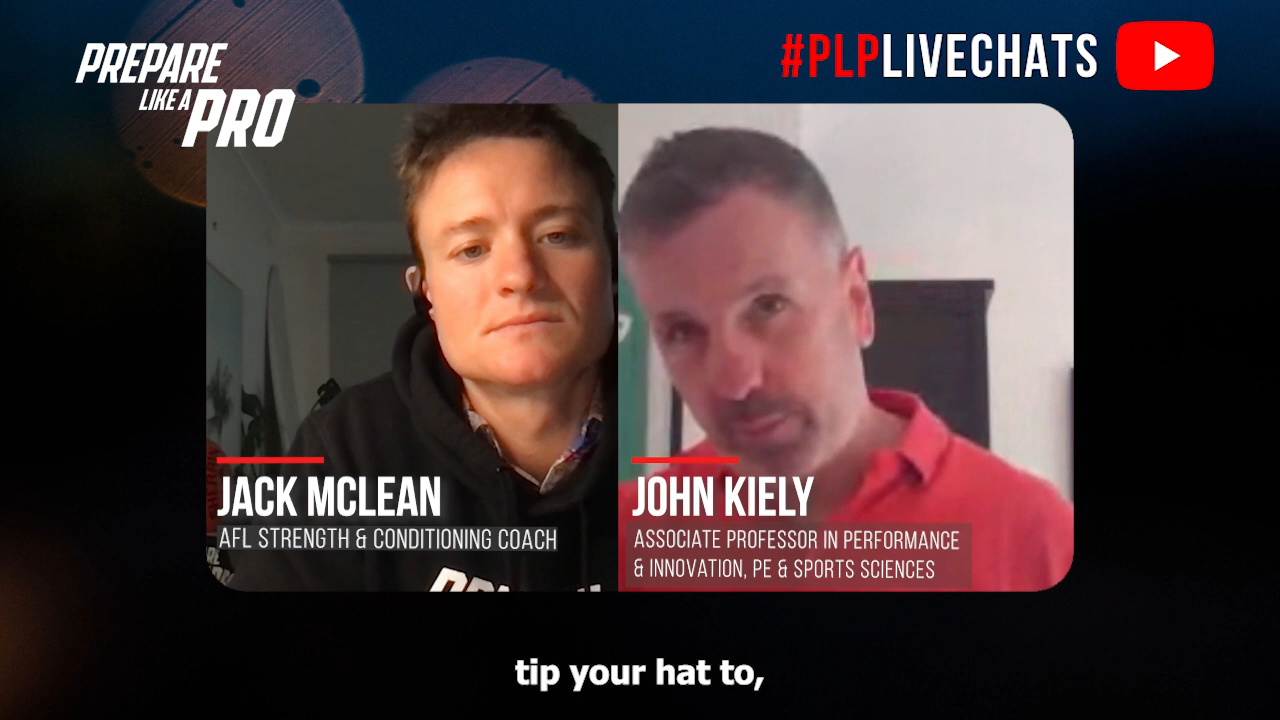 PREPARE
LIKE A
PRO
#PLPLIVECHATS
JACK MCLEAN
AFL STRENGTH & CONDITIONING COACH
JOHN KIELY
ASSOCIATE PROFESSOR IN PERFORMANCE
& INNOVATION, PE & SPORTS SCIENCES
tip your hat to,